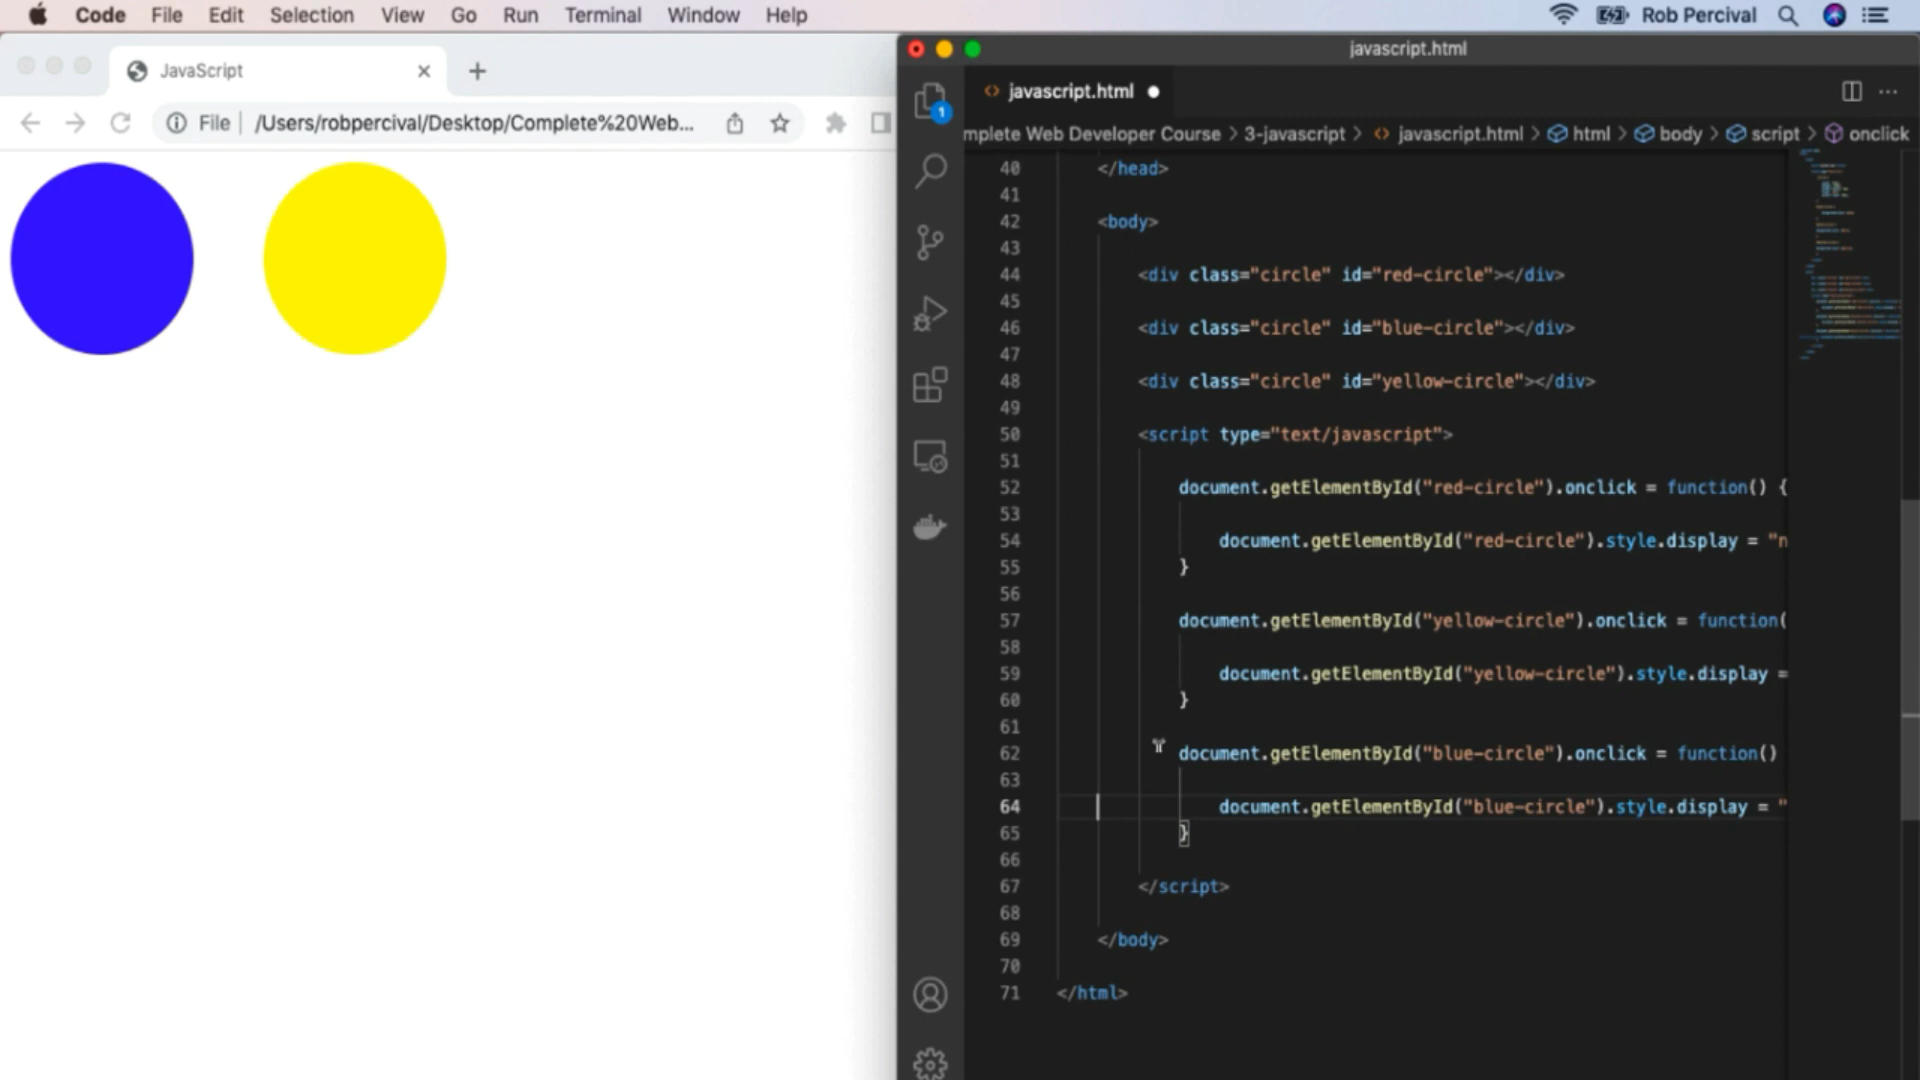 Code File Edit Selection View Go Run Terminal Window Help Rob Percival
JavaScript
File /Users/robpercival/Desktop/Complete%20Web...
javascript.html
javascript.html
mplete Web Developer Course > 3-javascript > javascript.html > html > body > script > onclick
1
40 </head>
41
42 <body>
43
44 <div class="circle" id="red-circle"></div>
45
46 <div class="circle" id="blue-circle"></div>
47
48 <div class="circle" id="yellow-circle"></div>
49
50 <script type="text/javascript">
51
52 document.getElementById("red-circle").onclick = function() {
53
54 document.getElementById("red-circle").style.display = "n
55 }
56
57 document.getElementById("yellow-circle").onclick = function(
58
59 document.getElementById("yellow-circle").style.display =
60 }
61
62 document.getElementById("blue-circle").onclick = function()
63
64 document.getElementById("blue-circle").style.display = "
65 }
66
67 </script>
68
69 </body>
70
71 </html>